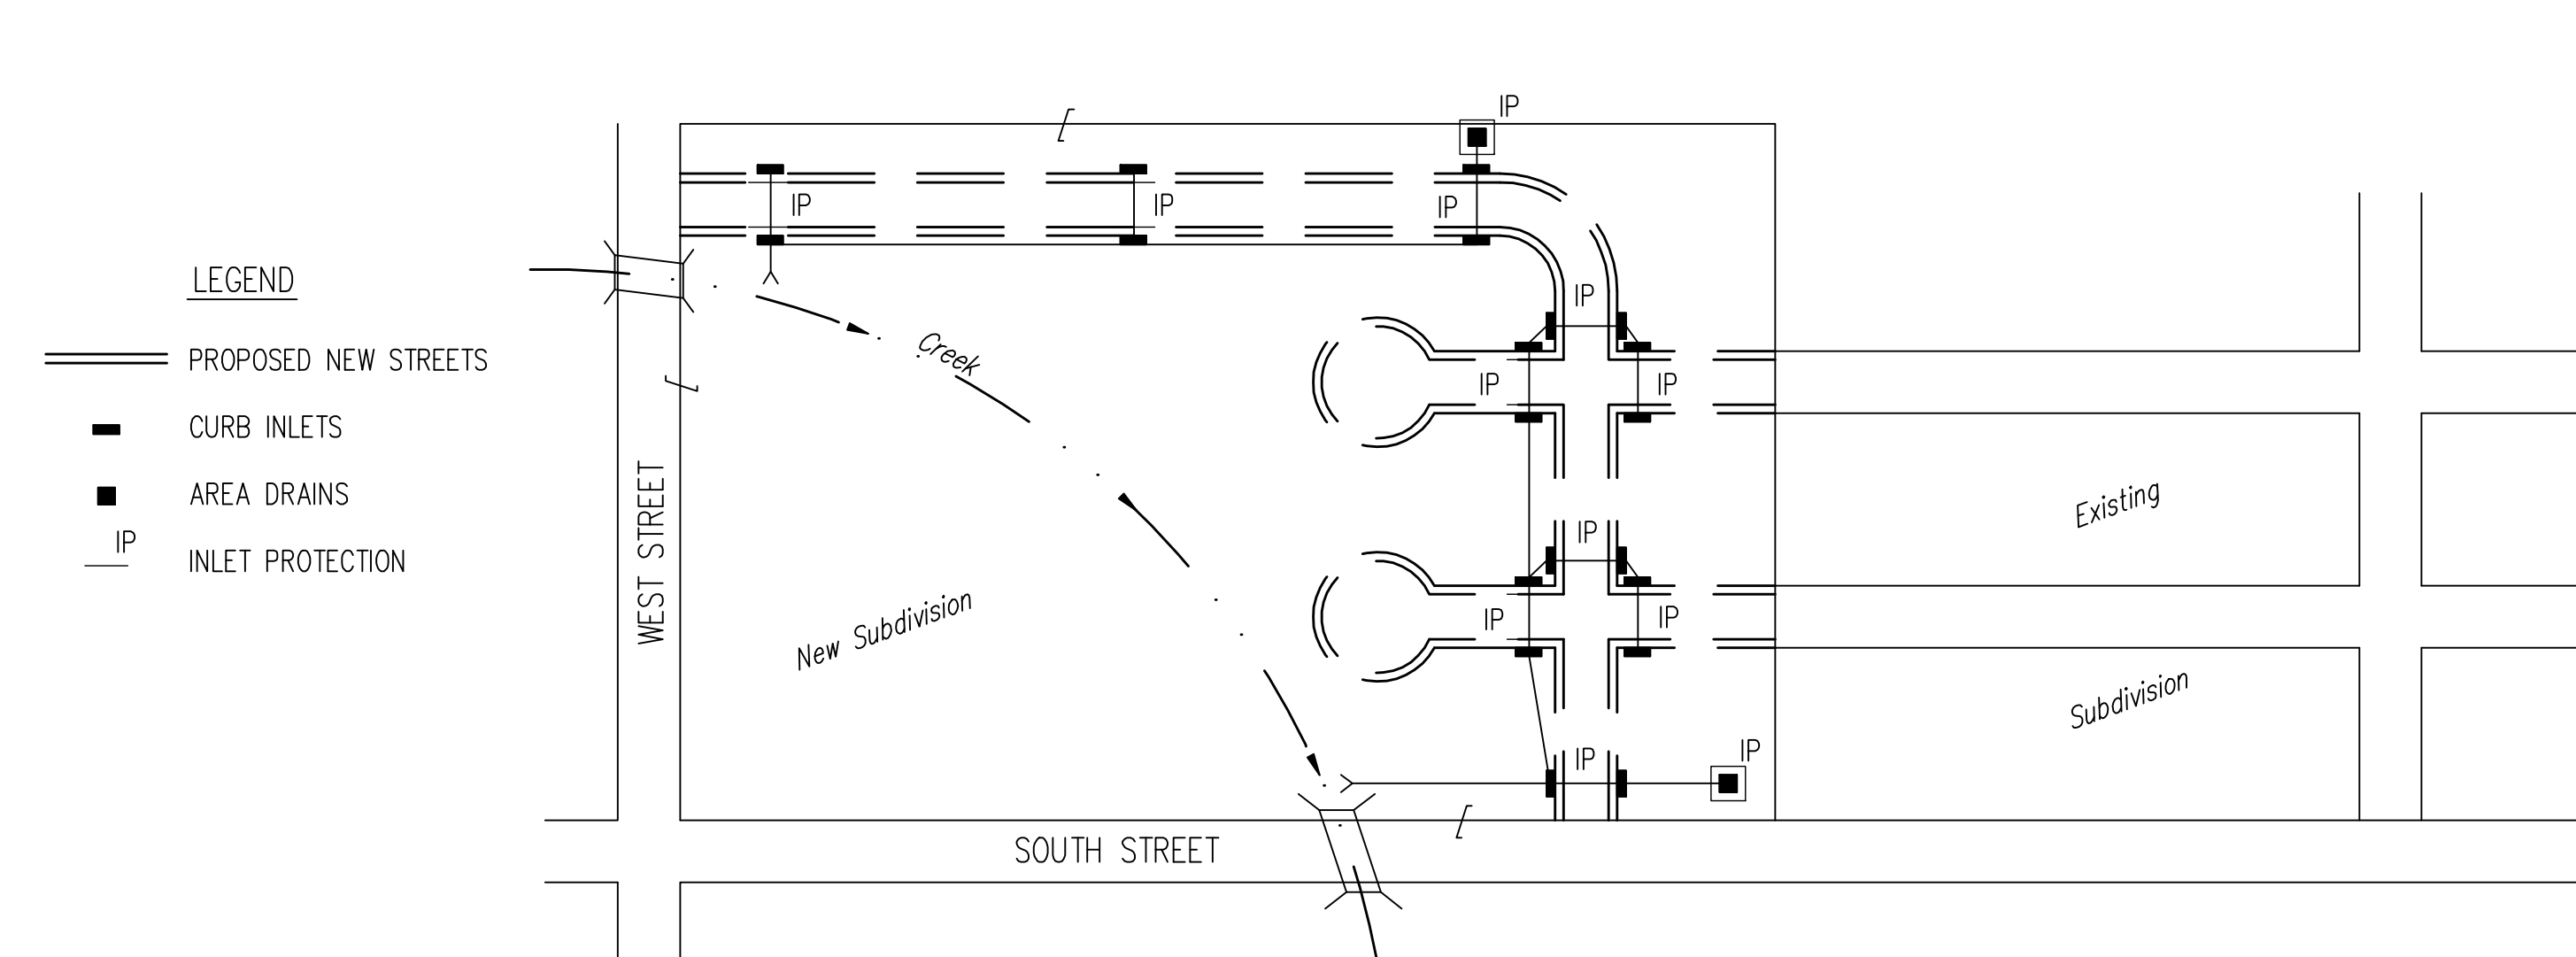 IP
IP
IP
IP
LEGEND
IP
Creek
PROPOSED NEW STREETS
IP
IP
CURB INLETS
AREA DRAINS
Existing
IP
IP
INLET PROTECTION
WEST STREET
New Subdivision
IP
IP
Subdivision
IP
IP
SOUTH STREET